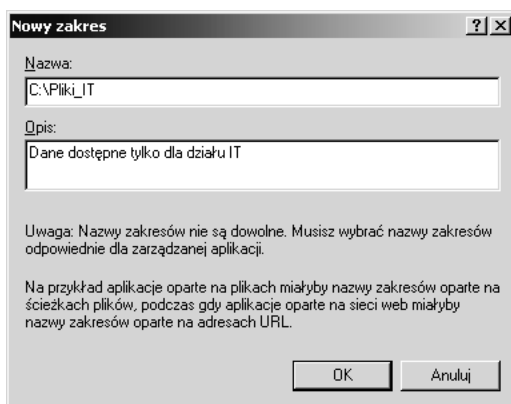 Nowy zakres
Nazwa:
C:\Pliki_IT
Opis:
Dane dostępne tylko dla działu IT
Uwaga: Nazwy zakresów nie są dowolne. Musisz wybrać nazwy zakresów
odpowiednie dla zarządzanej aplikacji.
Na przykład aplikacje oparte na plikach miałyby nazwy zakresów oparte na
ścieżkach plików, podczas gdy aplikacje oparte na sieci web miałyby
nazwy zakresów oparte na adresach URL.
OK Anuluj